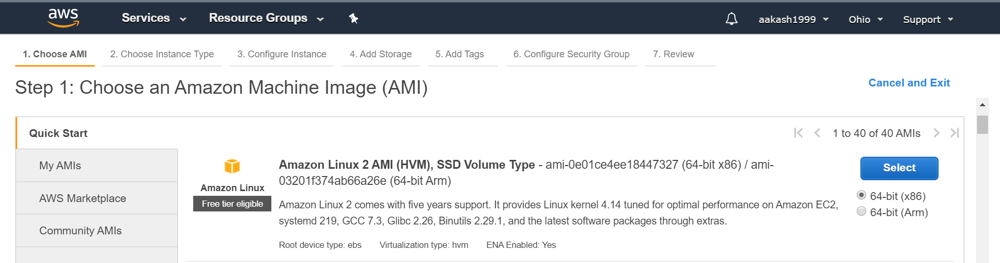 aws Services Resource Groups aakash1999 Ohio Support
1. Choose AMI 2. Choose Instance Type 3. Configure Instance 4. Add Storage 5. Add Tags 6. Configure Security Group 7. Review
Step 1: Choose an Amazon Machine Image (AMI)
Cancel and Exit
Quick Start
1 to 40 of 40 AMIs
My AMIs
AWS Marketplace
Community AMIs
Amazon Linux
Free tier eligible
Amazon Linux 2 AMI (HVM), SSD Volume Type - ami-0e01ce4ee18447327 (64-bit x86) / ami-
03201f374ab66a26e (64-bit Arm)
Amazon Linux 2 comes with five years support. It provides Linux kernel 4.14 tuned for optimal performance on Amazon EC2,
systemd 219, GCC 7.3, Glibc 2.26, Binutils 2.29.1, and the latest software packages through extras.
Root device type: ebs Virtualization type: hvm ENA Enabled: Yes
Select
64-bit (x86)
64-bit (Arm)